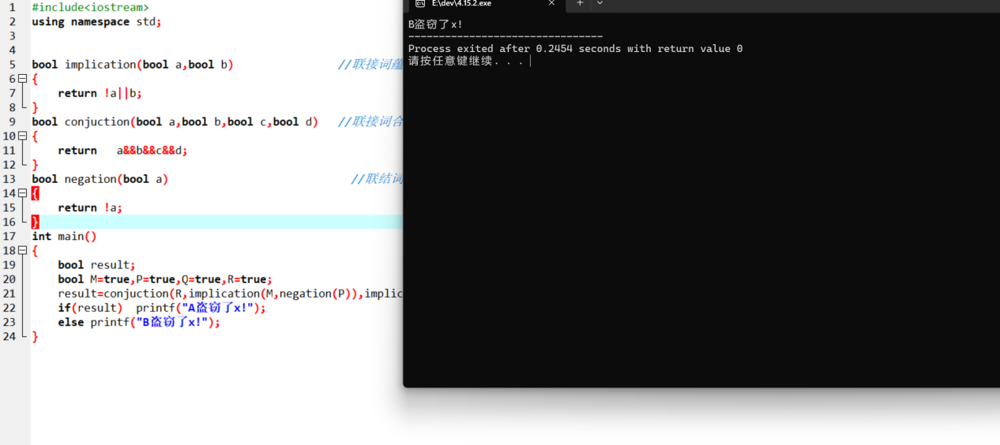 1 #include<iostream>
2 using namespace std;
3
4
5 bool implication(bool a,bool b) //联接词蕴
6 {
7 return !a||b;
8 }
9 bool conjuction(bool a,bool b,bool c,bool d) //联接词合
10 {
11 return a&&b&&c&&d;
12 }
13 bool negation(bool a) //联结词
14 {
15 return !a;
16 }
17 int main()
18 {
19 bool result;
20 bool M=true,P=true,Q=true,R=true;
21 result=conjuction(R,implication(M,negation(P)),implic
22 if(result) printf("A盗窃了x!");
23 else printf("B盗窃了x!");
24 }
E:\dev\4.15.2.exe
B盗窃了x!
--------------------------------
Process exited after 0.2454 seconds with return value 0
请按任意键继续. . .